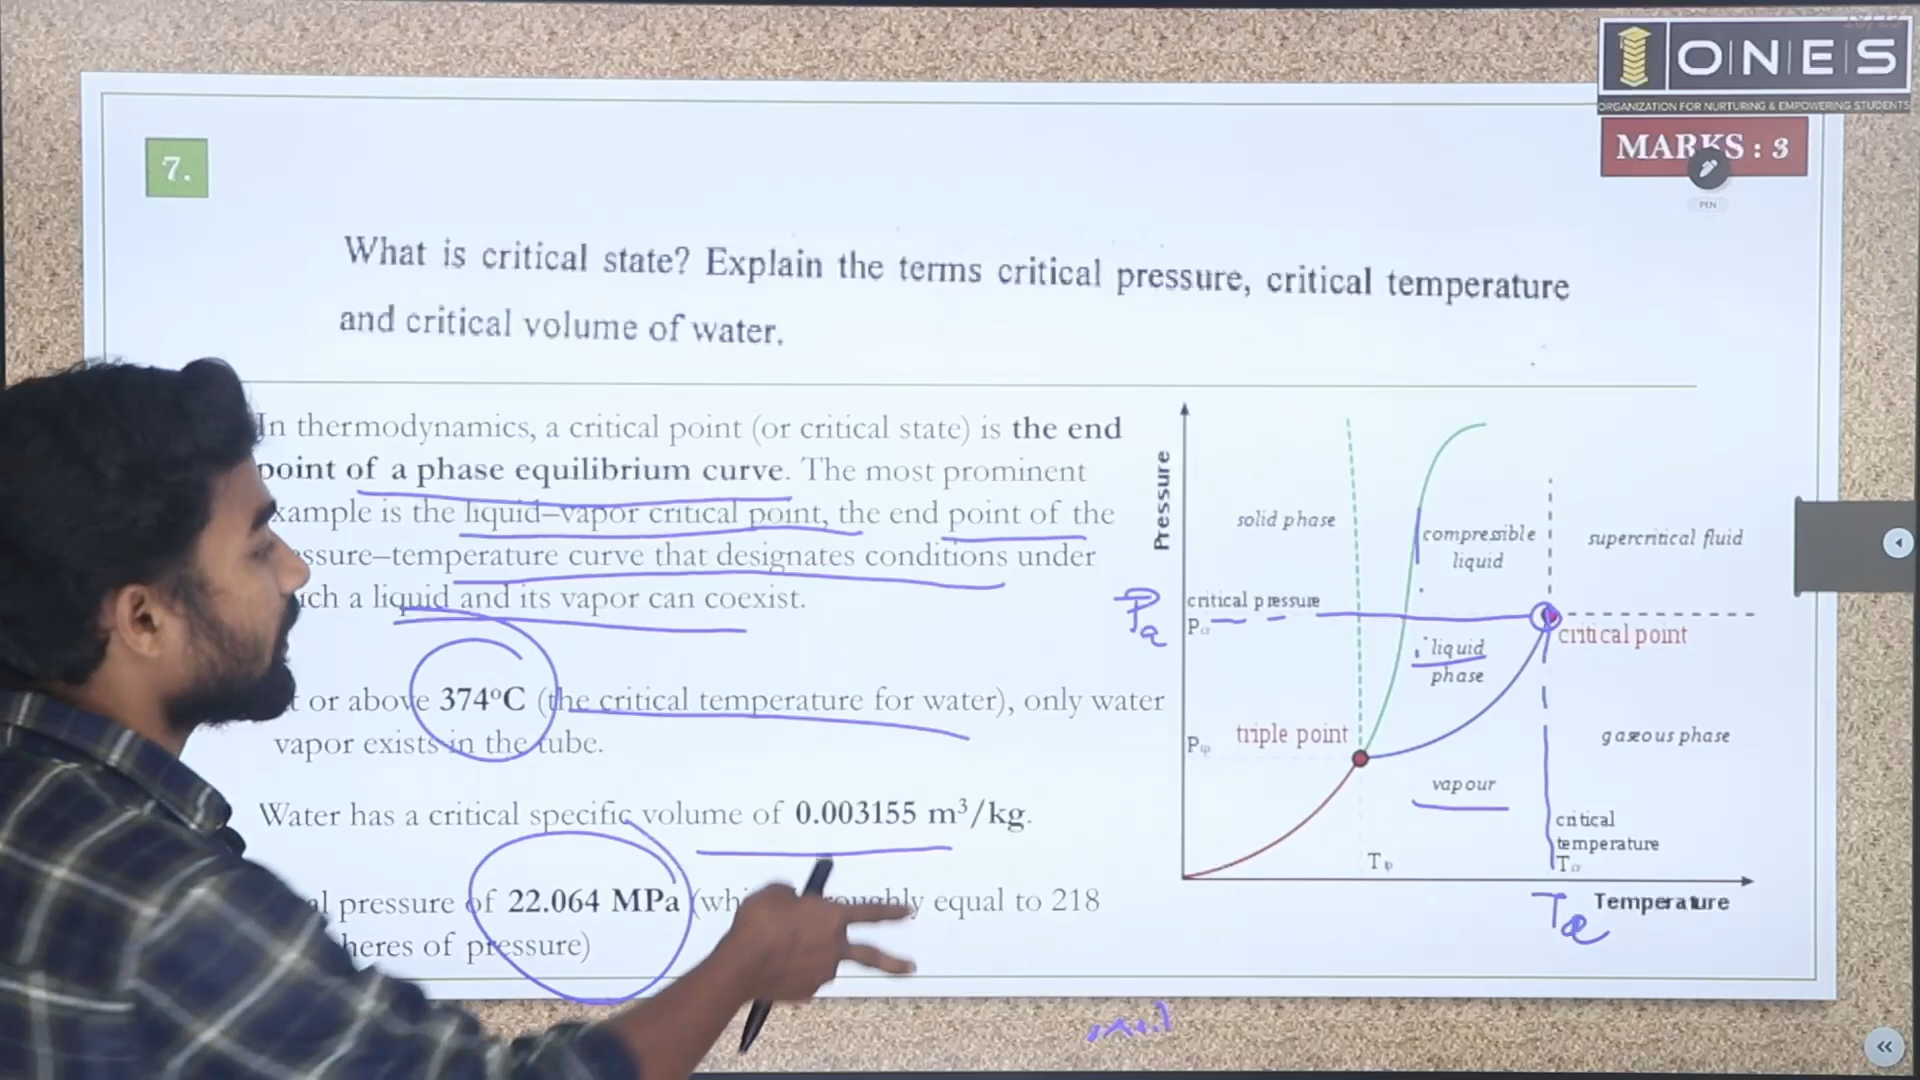 ONES
ORGANIZATION FOR NURTURING & EMPOWERING STUDENTS
MARKS : 3
PEN
7.
What is critical state? Explain the terms critical pressure, critical temperature
and critical volume of water.
In thermodynamics, a critical point (or critical state) is the end
point of a phase equilibrium curve. The most prominent
xample is the liquid–vapor critical point, the end point of the
ssure–temperature curve that designates conditions under
ich a liquid and its vapor can coexist.
t or above 374°C (the critical temperature for water), only water
vapor exists in the tube.
Water has a critical specific volume of 0.003155 m³/kg.
al pressure of 22.064 MPa (wh roughly equal to 218
heres of pressure)
Pressure
solid phase
compressible
liquid
supercritical fluid
critical pressure
critical point
liquid
phase
triple point
gaseous phase
vapour
critical
temperature
Temperature